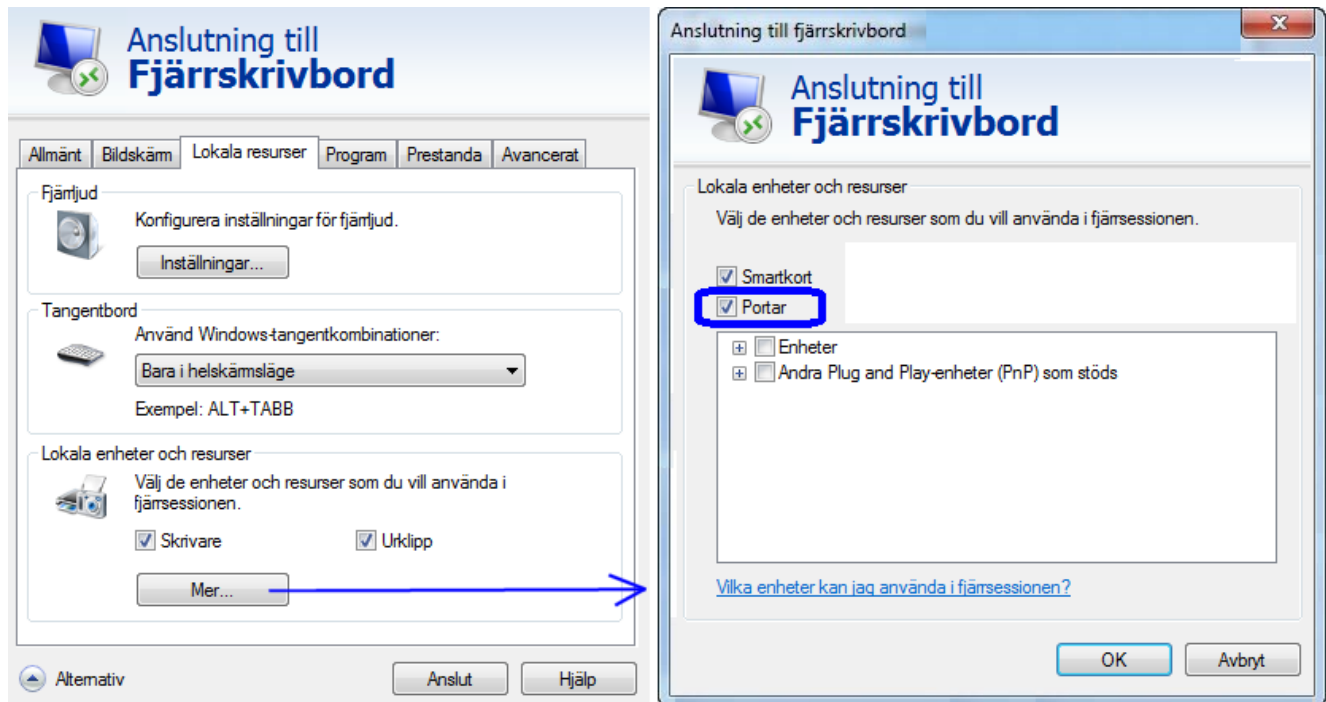 Anslutning till
Fjärrskrivbord
Allmänt Bildskärm Lokala resurser Program Prestanda Avancerat
Fjärrljud
Konfigurera inställningar för fjärrljud.
Inställningar...
Tangentbord
Använd Windows-tangentkombinationer:
Bara i helskärmsläge
Exempel: ALT+TABB
Lokala enheter och resurser
Välj de enheter och resurser som du vill använda i
fjärrsessionen.
Skrivare Urklipp
Mer...
Alternativ Anslut Hjälp
Anslutning till fjärrskrivbord
Anslutning till
Fjärrskrivbord
Lokala enheter och resurser
Välj de enheter och resurser som du vill använda i fjärrsessionen.
Smartkort
Portar
Enheter
Andra Plug and Play-enheter (PnP) som stöds
Vilka enheter kan jag använda i fjärrsessionen?
OK Avbryt